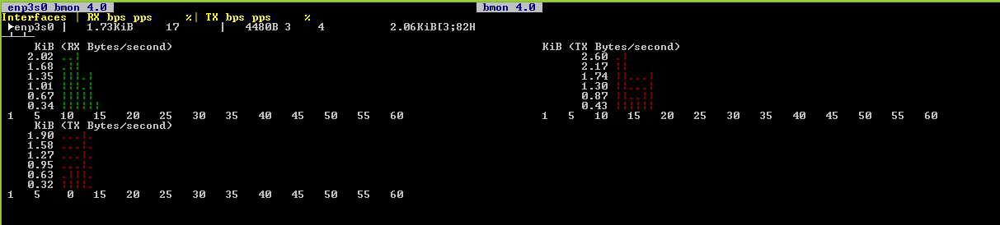 enp3s0 bmon 4.0 bmon 4.0
Interfaces | RX bps pps %| TX bps pps %
►enp3s0 | 1.73KiB 17 | 4480B 3 4 2.06KiB[3;82H
KiB (RX Bytes/second) KiB (TX Bytes/second)
2.02 ..| 2.60 .|
1.68 .|| 2.17 .|
1.35 |||.| 1.74 ||...|
1.01 |||.| 1.30 ||...|
0.67 ||||| 0.87 ||..||
0.34 |||||| 0.43 ||||||
1 5 10 15 20 25 30 35 40 45 50 55 60 1 5 10 15 20 25 30 35 40 45 50 55 60
KiB (TX Bytes/second)
1.90 ...|.
1.58 ...|.
1.27 ...|.
0.95 ...|.
0.63 .|||.
0.32 ||||.
1 5 0 15 20 25 30 35 40 45 50 55 60